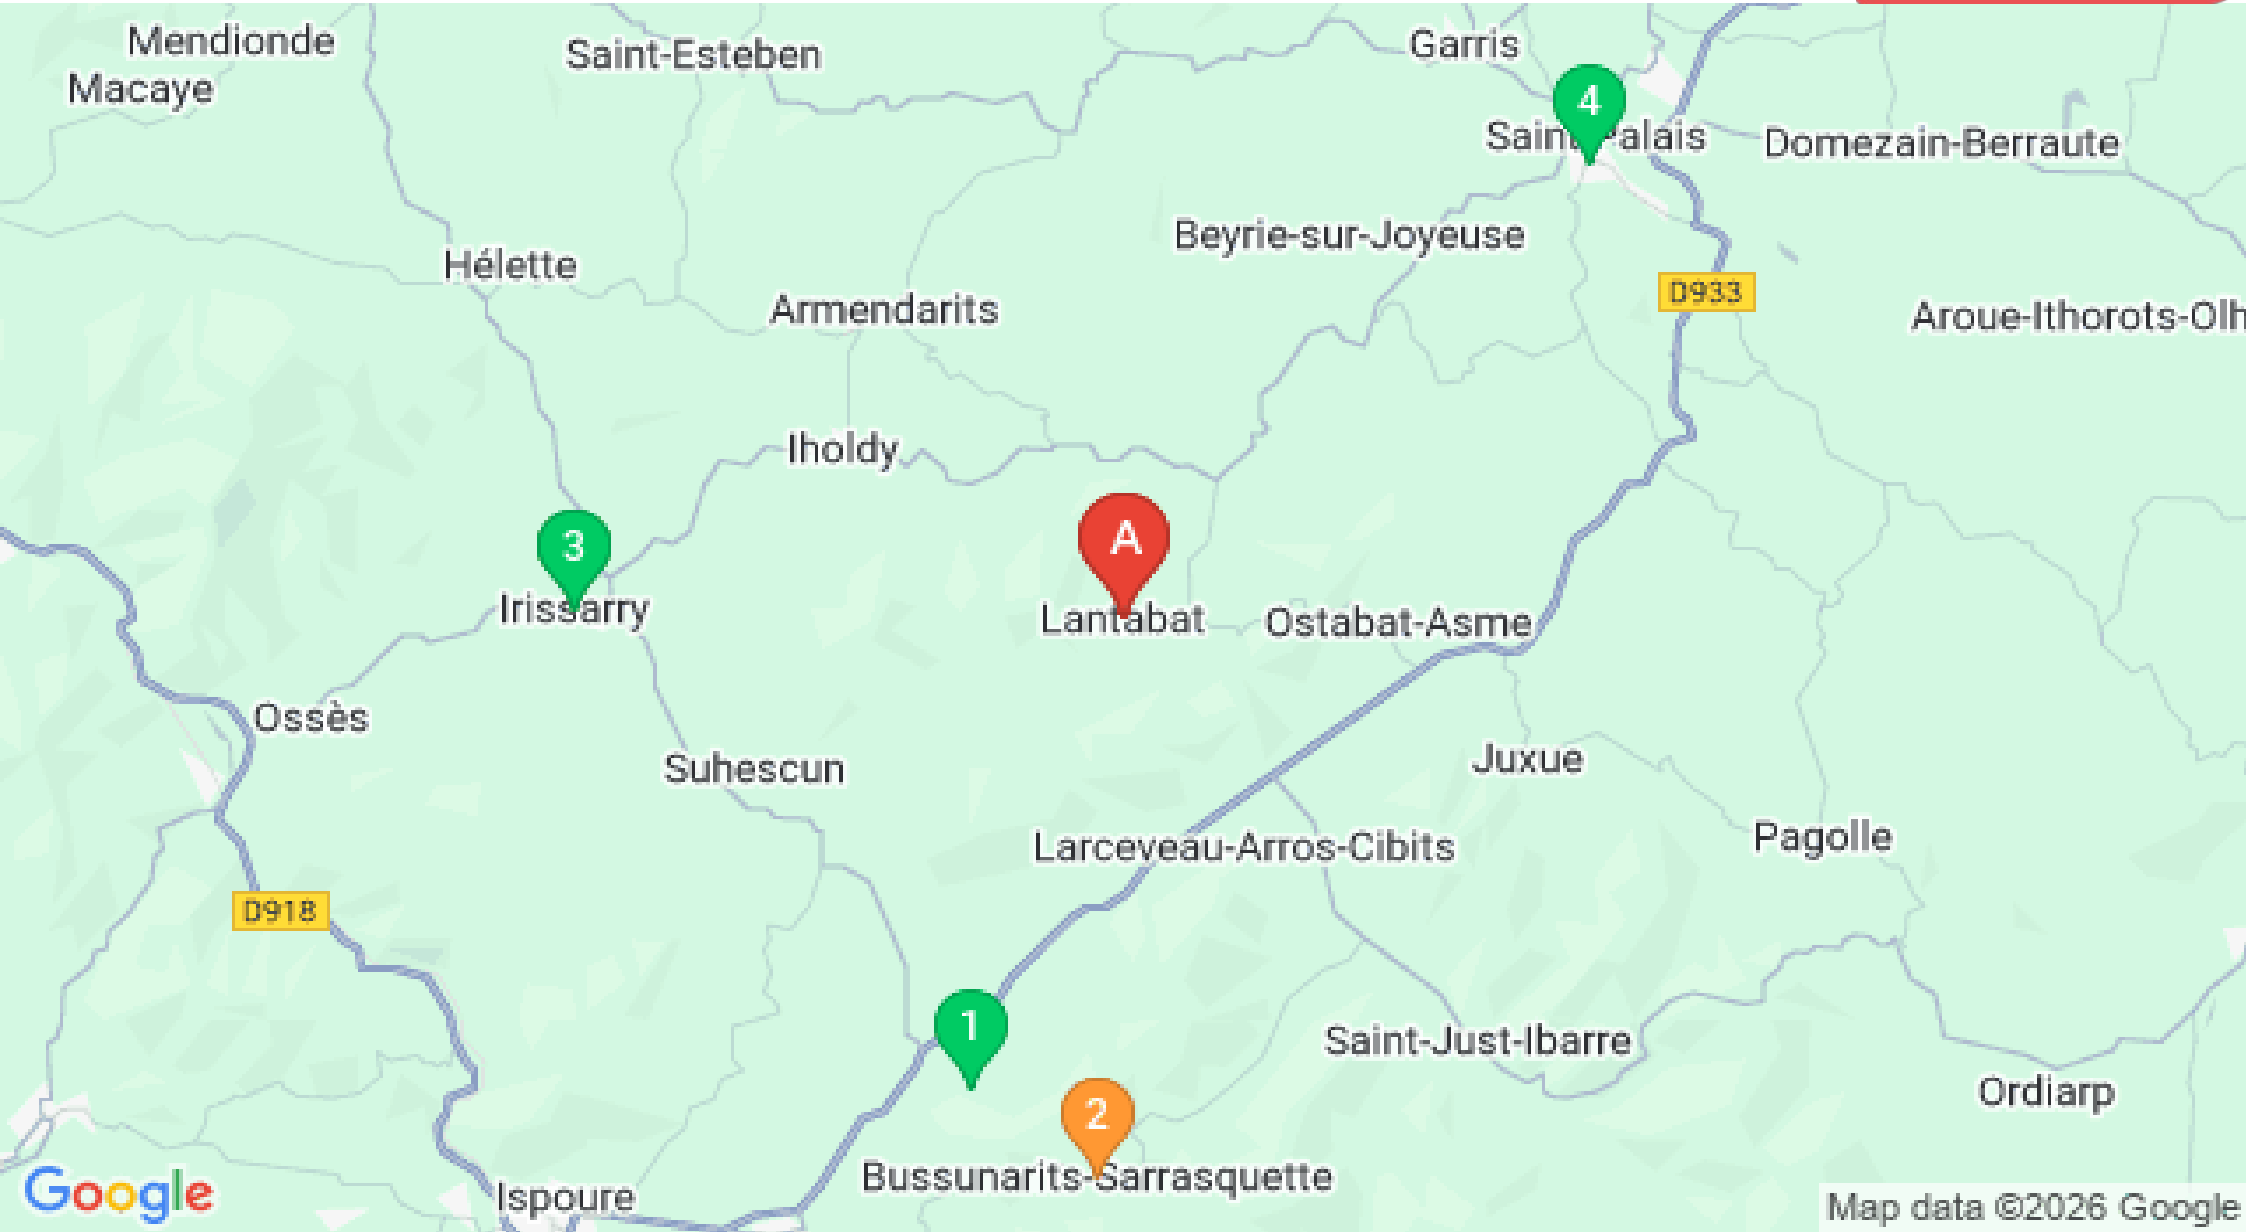 Mendionde
Saint-Esteben
Garris
Macaye
4
Domezain-Berraute
Beyrie-sur-Joyeuse
Hélette
D933
Armendarits
Aroue-Ithorots-Olh
Iholdy
A
3
Irissarry
Lantabat
Ostabat-Asme
Ossès
Suhescun
Juxue
Larceveau-Arros-Cibits
Pagolle
D918
1
Saint-Just-Ibarre
Ordiarp
2
Bussunarits-Sarrasquette
Ispoure
Google
Map data ©2026 Google